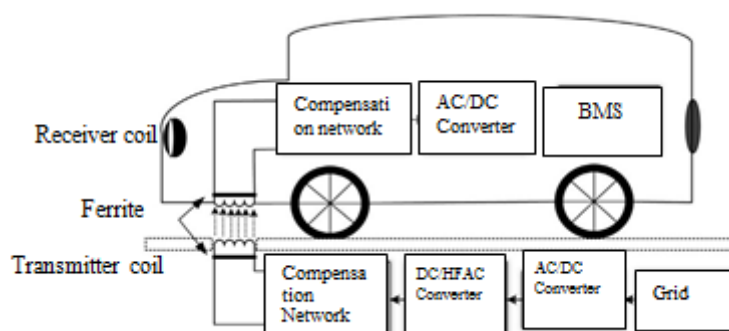 Compensati
on network
AC/DC
Converter
BMS
Receiver coil
Ferrite
Transmitter coil
Compensa
tion
Network
DC/HFAC
Converter
AC/DC
Converter
Grid